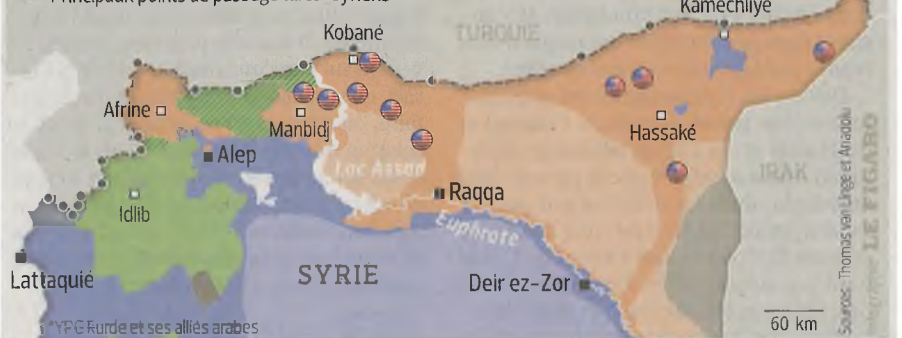 Principaux points de passage turco-syriens
Kamechliye
Kobané
TURQUIE
Afrine
Manbidj
Hassaké
Alep
Lac Assad
IRAK
Raqqa
Idlib
Euphrate
SYRIE
Lattaquié
Deir ez-Zor
*YPG kurde et ses alliés arabes
60 km
Sources : Thomas van Linge et Anadolu
LE FIGARO